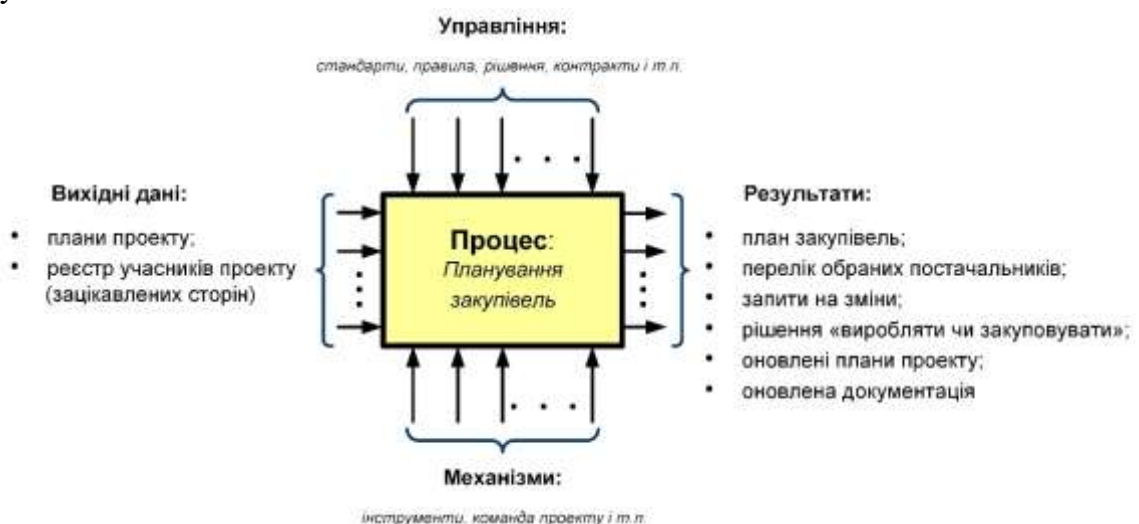 у
Управління:
стандарти, правила, рішення, контракти і т.п.
Вихідні дані:
• плани проекту;
• реєстр учасників проекту
(зацікавлених сторін)
Процес:
Планування
закупівель
Результати:
• план закупівель;
• перелік обраних постачальників;
• запити на зміни;
• рішення «виробляти чи закуповувати»;
• оновлені плани проекту;
• оновлена документація
Механізми:
інструменти, команда проекту і т.п.